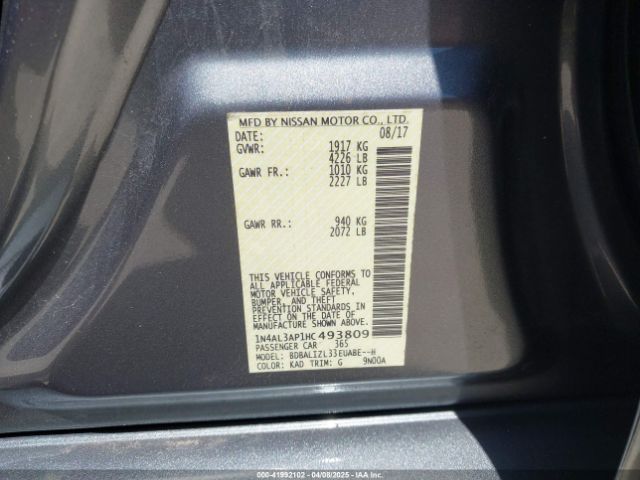 MFD BY NISSAN MOTOR CO., LTD.
DATE: 08/17
GVWR: 1917 KG
4226 LB
GAWR FR.: 1010 KG
2227 LB
GAWR RR.: 940 KG
2072 LB
THIS VEHICLE CONFORMS TO
ALL APPLICABLE FEDERAL
MOTOR VEHICLE SAFETY,
BUMPER, AND THEFT
PREVENTION STANDARDS IN
EFFECT ON THE DATE OF
MANUFACTURE SHOWN ABOVE.
1N4AL3AP1HC493809
PASSENGER CAR 365
MODEL: BDBALIZL33EUABE--H
COLOR: KAD TRIM: G 9N00A
000-41992102 - 04/08/2025 - IAAI.COM